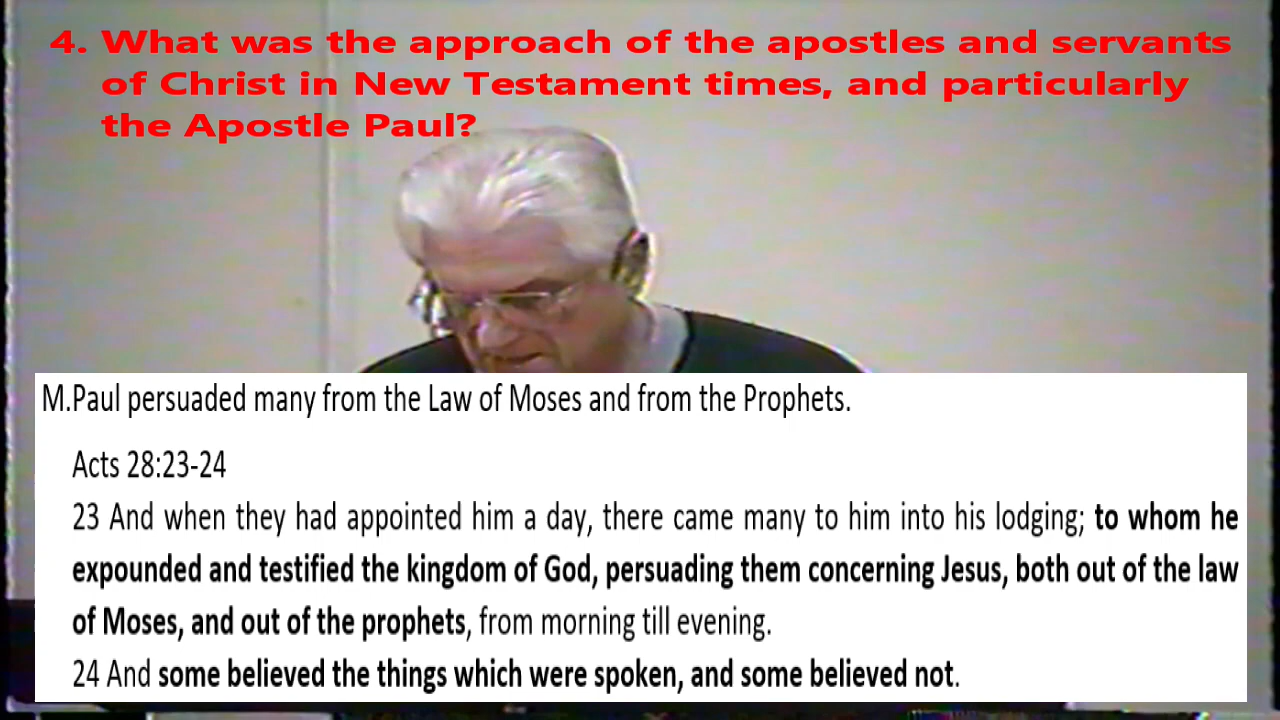 4. What was the approach of the apostles and servants
of Christ in New Testament times, and particularly
the Apostle Paul?
M.Paul persuaded many from the Law of Moses and from the Prophets.
Acts 28:23-24
23 And when they had appointed him a day, there came many to him into his lodging; to whom he
expounded and testified the kingdom of God, persuading them concerning Jesus, both out of the law
of Moses, and out of the prophets, from morning till evening.
24 And some believed the things which were spoken, and some believed not.